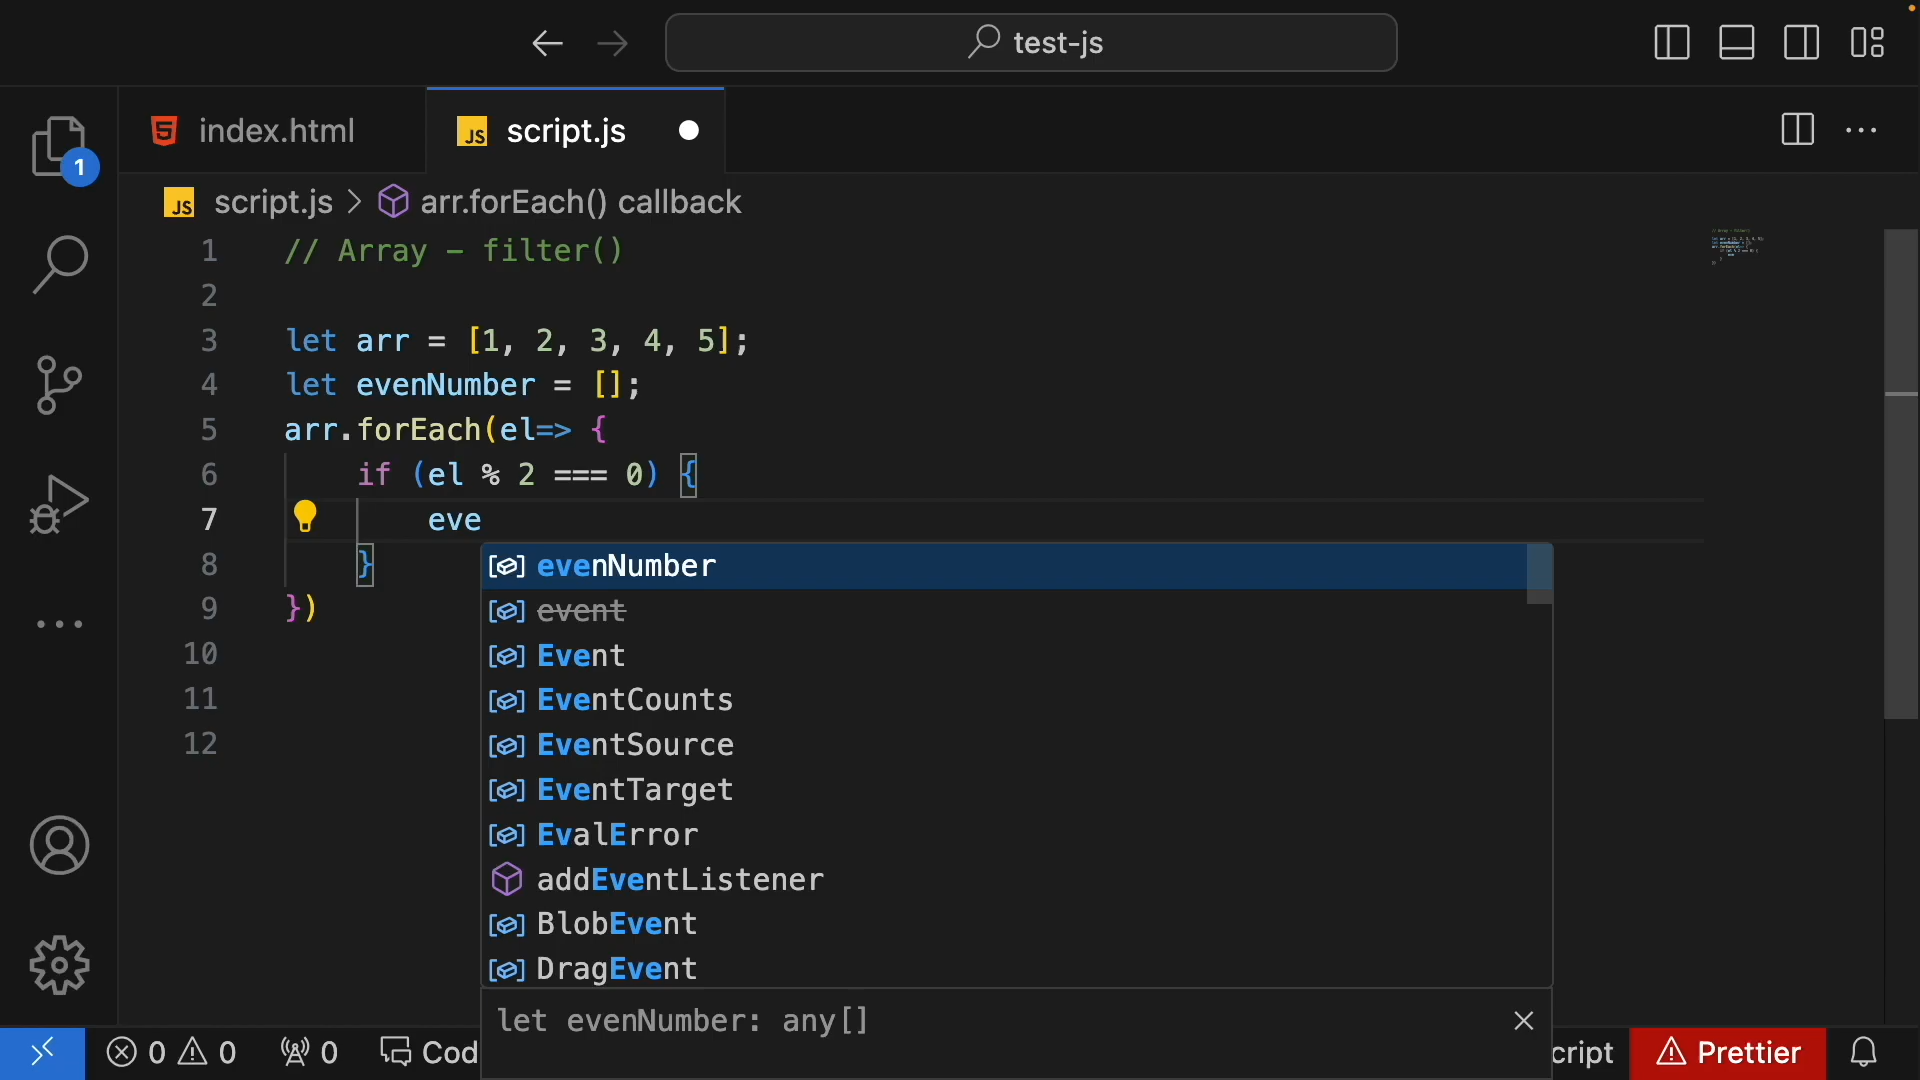 test-js
index.html
JS script.js
1
JS script.js > arr.forEach() callback
1 // Array - filter()
2
3 let arr = [1, 2, 3, 4, 5];
4 let evenNumber = [];
5 arr.forEach(el=> {
6 if (el % 2 === 0) {
7 eve
8 }
9 })
10
11
12
evenNumber
event
Event
EventCounts
EventSource
EventTarget
EvalError
addEventListener
BlobEvent
DragEvent
let evenNumber: any[]
0 0 0 Cod cript Prettier